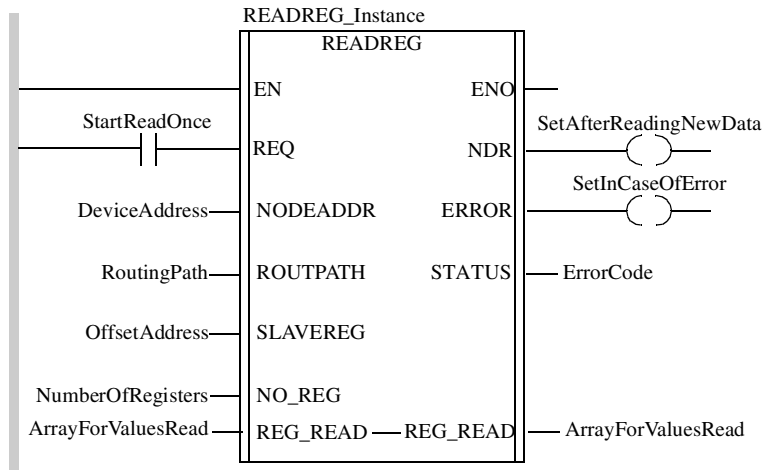 READREG_Instance
READREG
EN ENO
StartReadOnce SetAfterReadingNewData
REQ NDR
SetInCaseOfError
DeviceAddress NODEADDR ERROR
RoutingPath ROUTPATH STATUS ErrorCode
OffsetAddress SLAVEREG
NumberOfRegisters NO_REG
ArrayForValuesRead REG_READ REG_READ ArrayForValuesRead